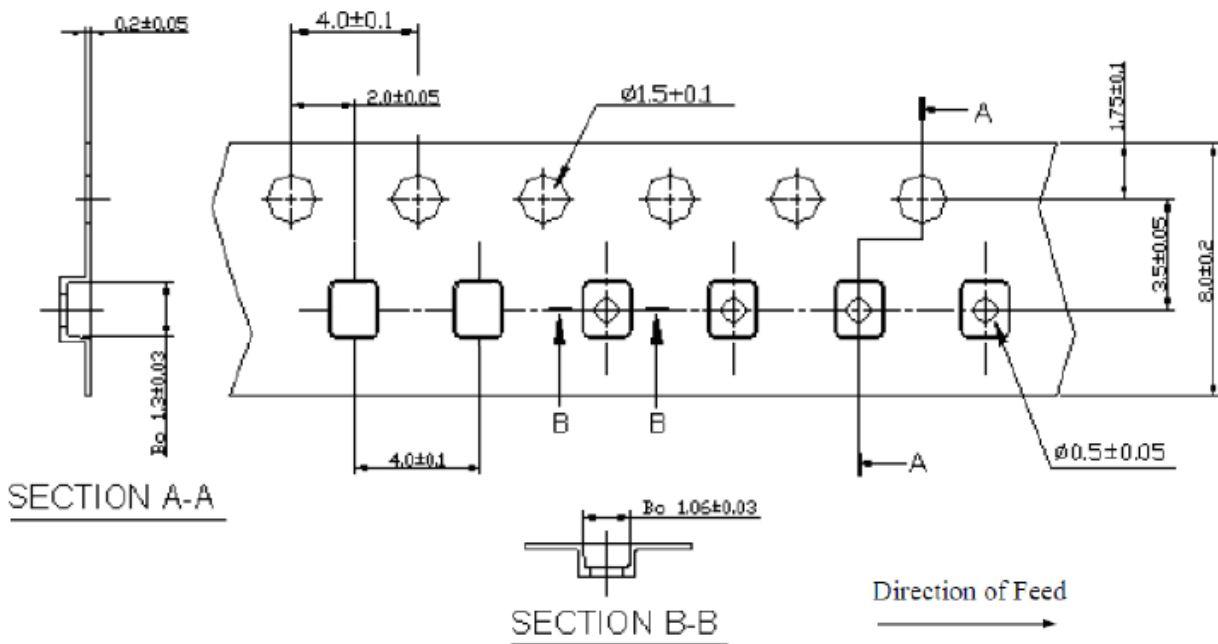 0.2±0.05
4.0±0.1
2.0±0.05
Ø1.5+0.1
A
1.75±0.1
3.5±0.05
8.0±0.2
Bo 1.3±0.03
B
B
4.0±0.1
A
Ø0.5±0.05
SECTION A-A
Bo 1.06±0.03
SECTION B-B
Direction of Feed